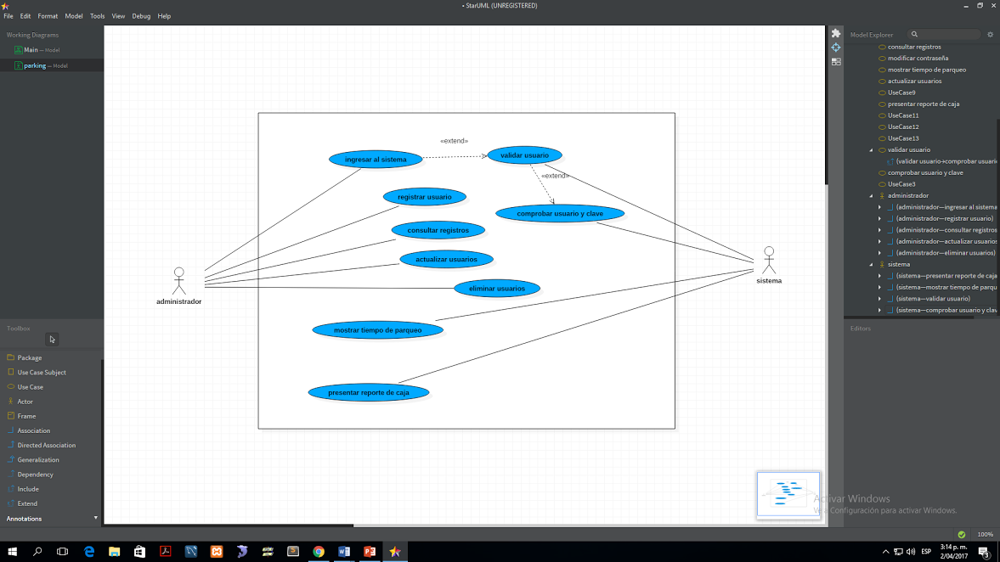 • StarUML (UNREGISTERED)
File Edit Format Model Tools View Debug Help
Working Diagrams
Main — Model
parking — Model
Toolbox
Package
Use Case Subject
Use Case
Actor
Frame
Association
Directed Association
Generalization
Dependency
Include
Extend
Annotations
«extend»
ingresar al sistema
validar usuario
«extend»
registrar usuario
comprobar usuario y clave
consultar registros
actualizar usuarios
eliminar usuarios
mostrar tiempo de parqueo
presentar reporte de caja
administrador
sistema
Model Explorer
consultar registros
modificar contraseña
mostrar tiempo de parqueo
actualizar usuarios
UseCase9
presentar reporte de caja
UseCase11
UseCase12
UseCase13
validar usuario
(validar usuario→comprobar usuari
comprobar usuario y clave
UseCase3
administrador
(administrador—ingresar al sistema
(administrador—registrar usuario)
(administrador—consultar registros
(administrador—actualizar usuarios
(administrador—eliminar usuarios)
sistema
(sistema—presentar reporte de caja
(sistema—mostrar tiempo de parqu
(sistema—validar usuario)
(sistema—comprobar usuario y clav
Editors
Activar Windows
Configuración para activar Windows.
100%
ESP
3:14 p. m.
2/04/2017
3